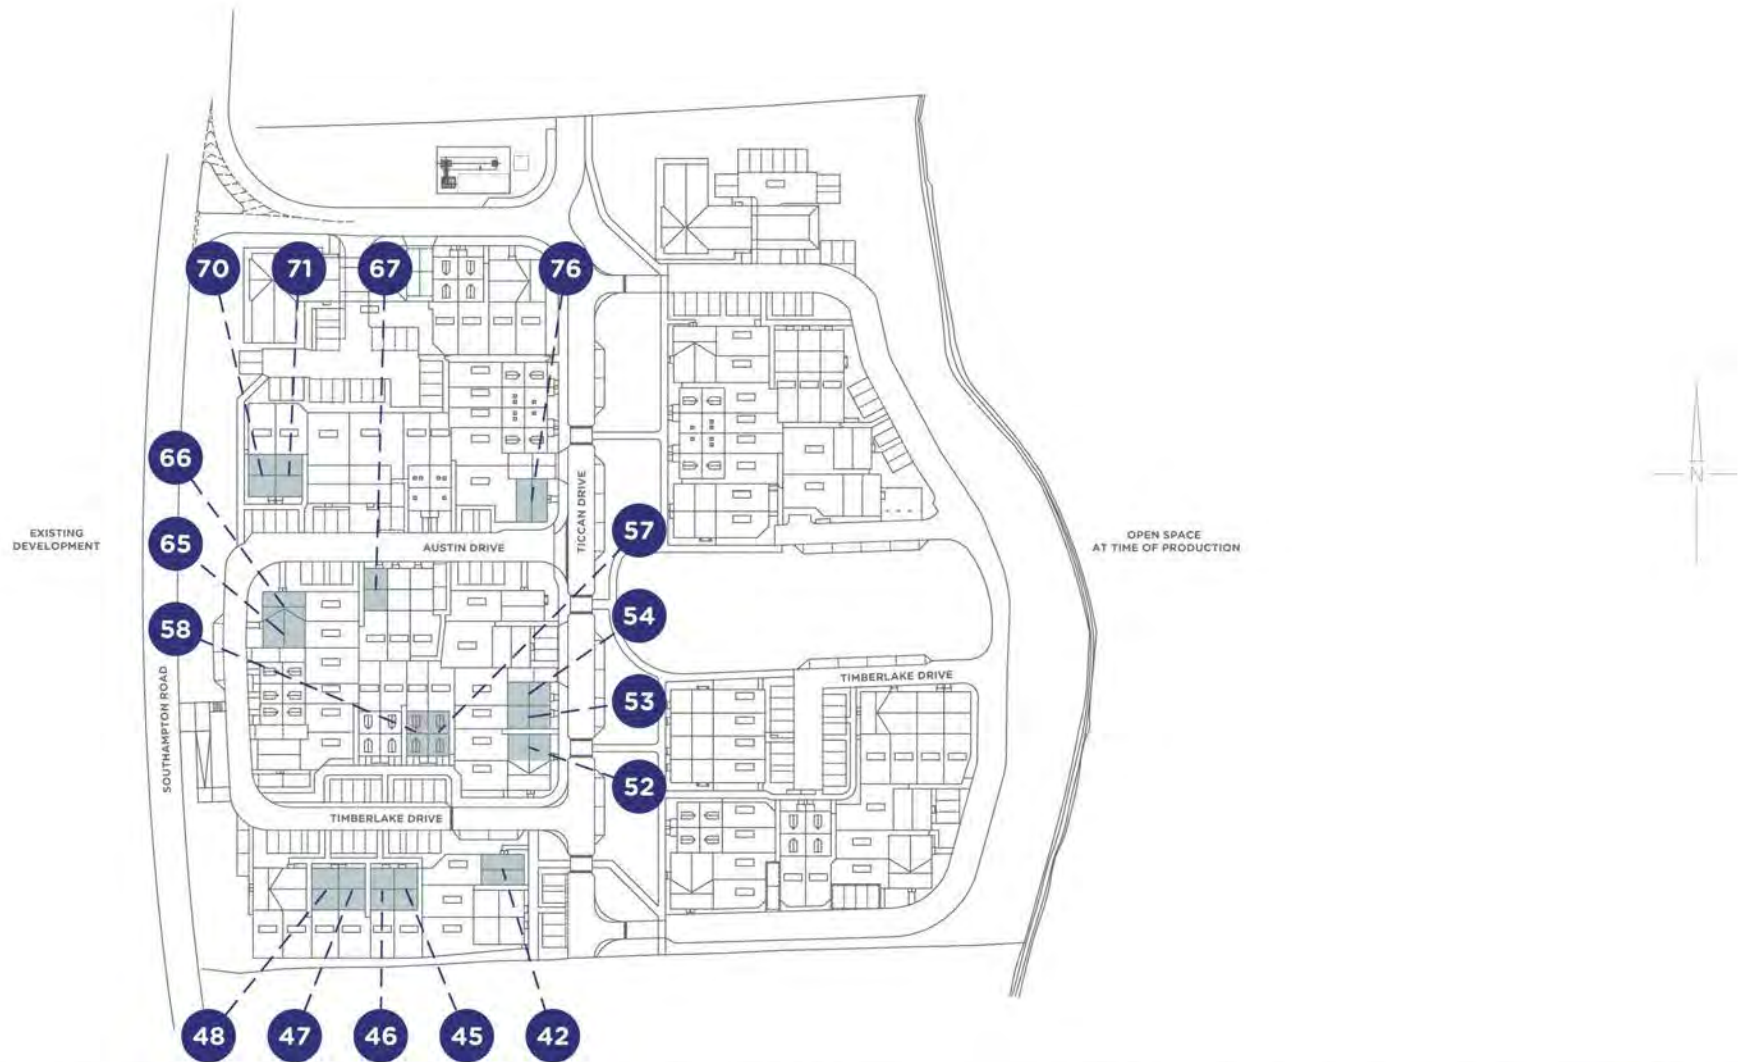 70
71
67
76
66
TICCAN DRIVE
57
EXISTING
DEVELOPMENT
65
AUSTIN DRIVE
OPEN SPACE
AT TIME OF PRODUCTION
N
54
58
SOUTHAMPTON ROAD
53
TIMBERLAKE DRIVE
52
TIMBERLAKE DRIVE
48
47
46
45
42